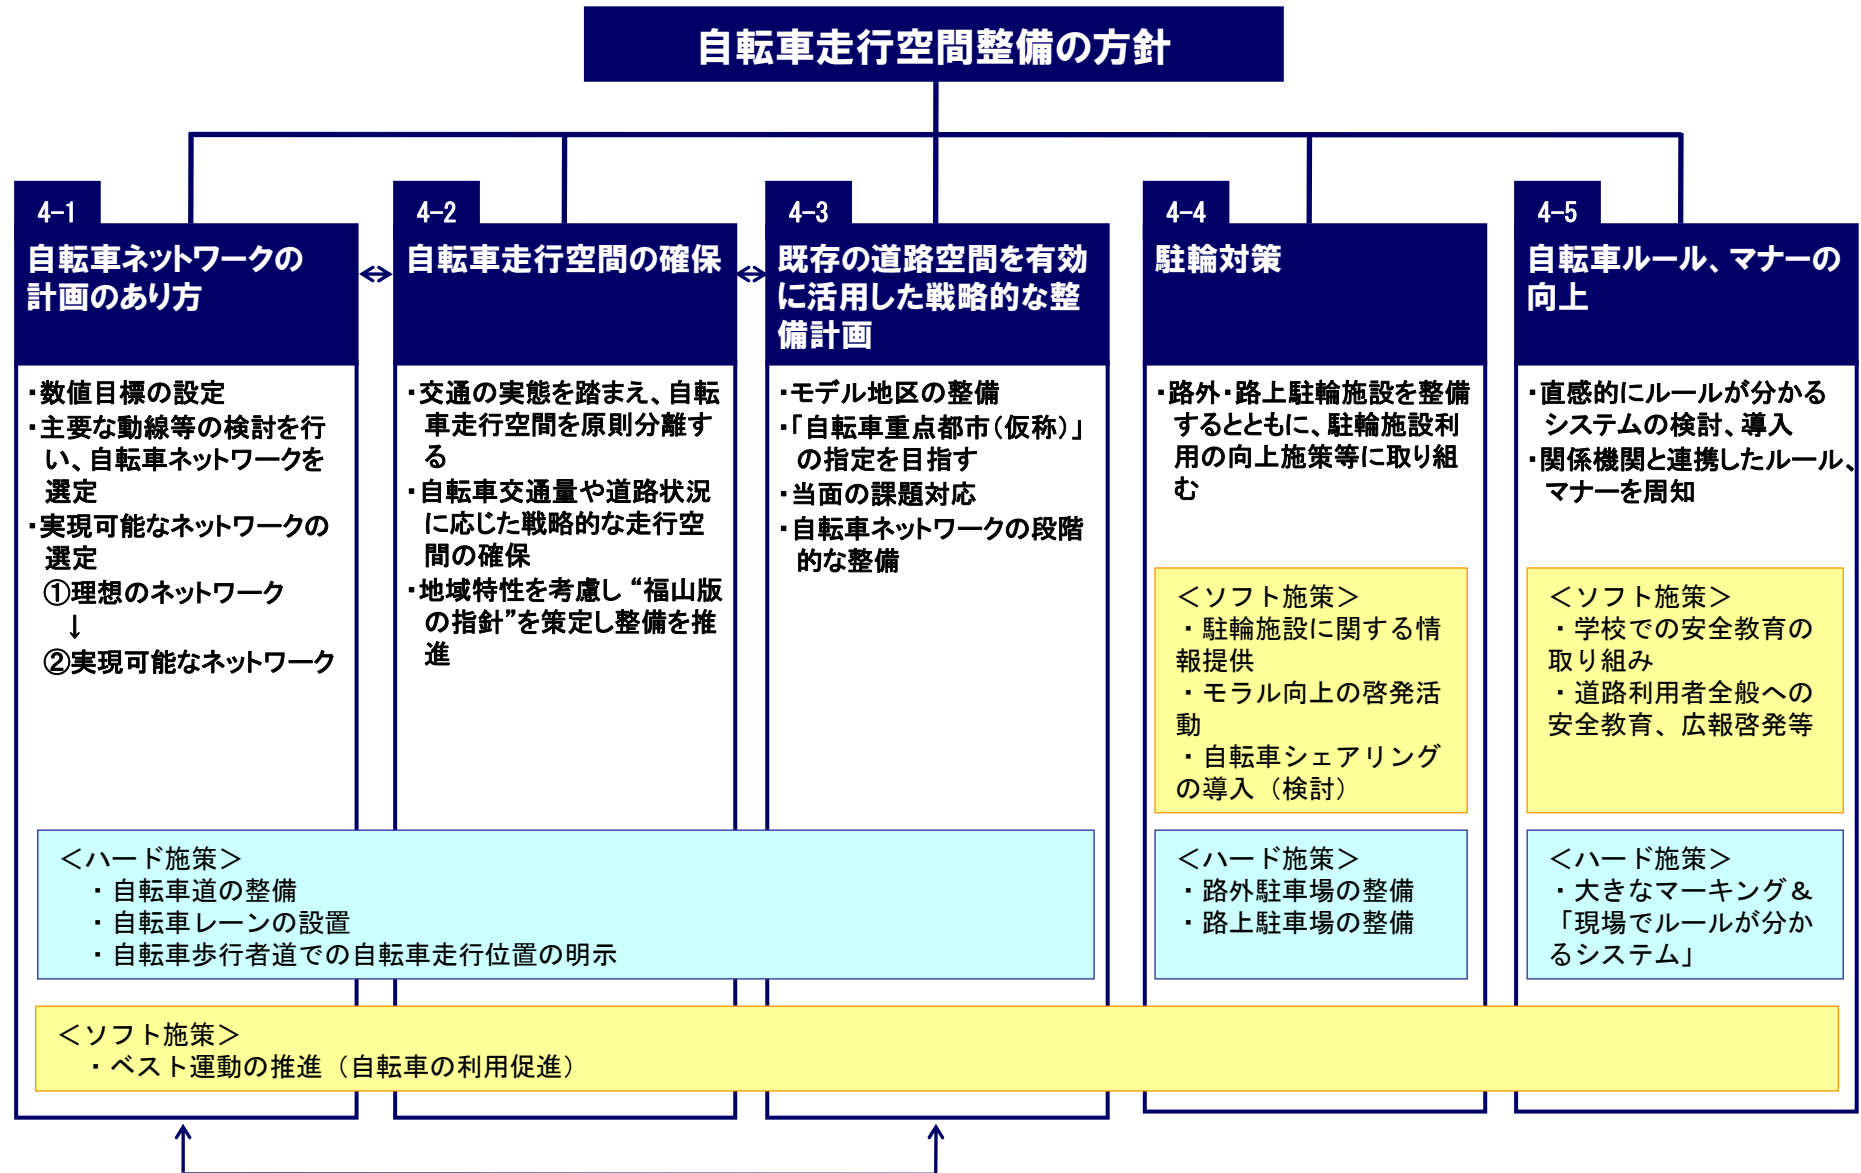 自転車走行空間整備の方針
4-1
自転車ネットワークの
計画のあり方
・数値目標の設定
・主要な動線等の検討を行
い、自転車ネットワークを
選定
・実現可能なネットワークの
選定
①理想のネットワーク
↓
②実現可能なネットワーク
4-2
自転車走行空間の確保
・交通の実態を踏まえ、自転
車走行空間を原則分離す
る
・自転車交通量や道路状況
に応じた戦略的な走行空
間の確保
・地域特性を考慮し“福山版
の指針”を策定し整備を推
進
4-3
既存の道路空間を有効
に活用した戦略的な整
備計画
・モデル地区の整備
・「自転車重点都市(仮称)」
の指定を目指す
・当面の課題対応
・自転車ネットワークの段階
的な整備
<ハード施策>
・自転車道の整備
・自転車レーンの設置
・自転車歩行者道での自転車走行位置の明示
4-4
駐輪対策
・路外・路上駐輪施設を整備
するとともに、駐輪施設利
用の向上施策等に取り組
む
<ソフト施策>
・駐輪施設に関する情
報提供
・モラル向上の啓発活
動
・自転車シェアリング
の導入（検討）
<ハード施策>
・路外駐車場の整備
・路上駐車場の整備
4-5
自転車ルール、マナーの
向上
・直感的にルールが分かる
システムの検討、導入
・関係機関と連携したルール、
マナーを周知
<ソフト施策>
・学校での安全教育の
取り組み
・道路利用者全般への
安全教育、広報啓発等
<ハード施策>
・大きなマーキング＆
「現場でルールが分か
るシステム」
<ソフト施策>
・ベスト運動の推進（自転車の利用促進）